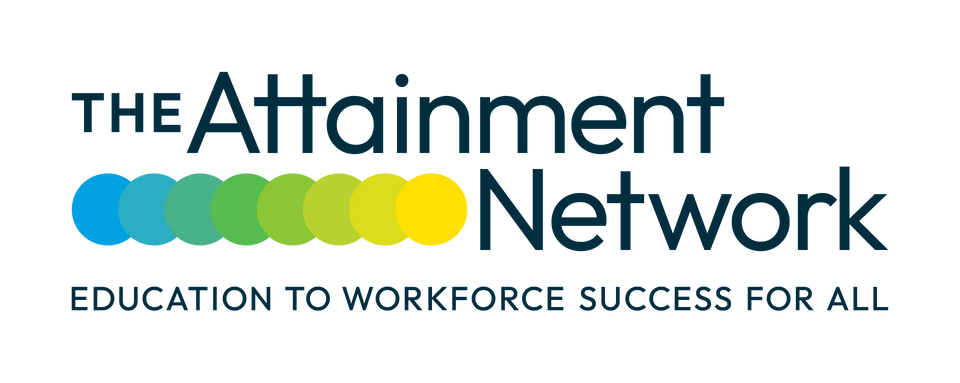 THE Attainment
Network
EDUCATION TO WORKFORCE SUCCESS FOR ALL